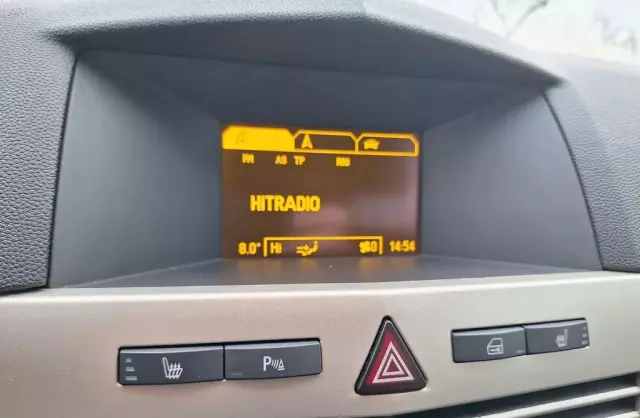 FM AS TP REG
HITRADIO
8.0° HI 14:54
P